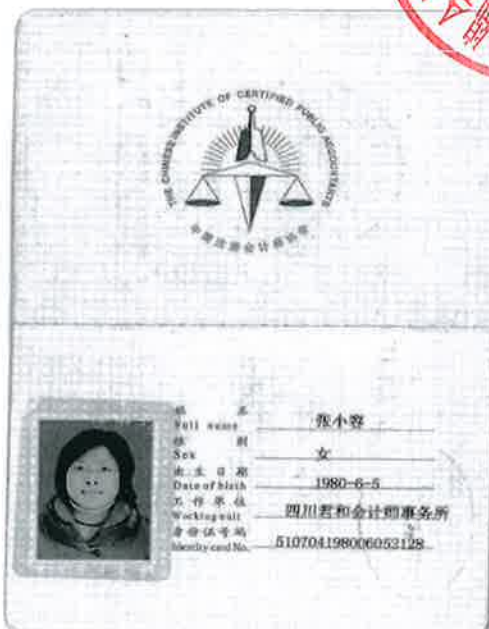 THE CHINESE INSTITUTE OF CERTIFIED PUBLIC ACCOUNTANTS
中国注册会计师协会
姓 名
Full name 张小容
性 别
Sex 女
出 生 日 期
Date of birth 1980-6-5
工 作 单 位
Working unit 四川君和会计师事务所
身 份 证 号 码
Identity card No. 510704198006053128